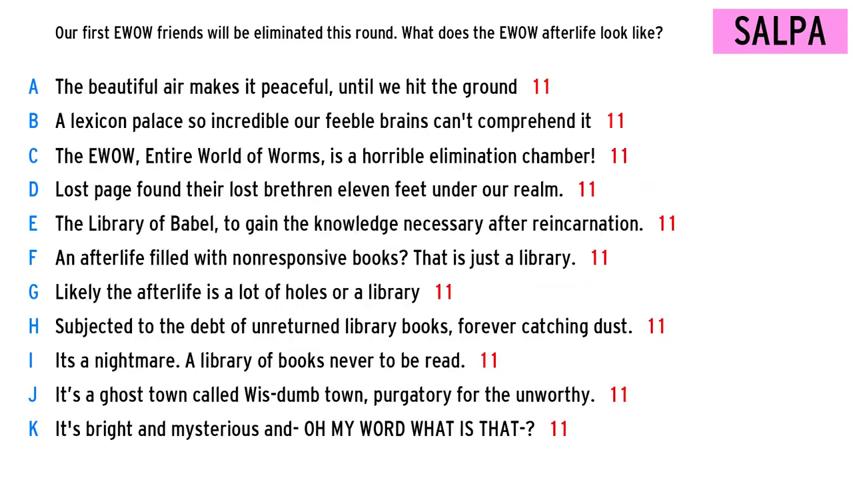 Our first EWOW friends will be eliminated this round. What does the EWOW afterlife look like?
SALPA
A The beautiful air makes it peaceful, until we hit the ground 11
B A lexicon palace so incredible our feeble brains can't comprehend it 11
C The EWOW, Entire World of Worms, is a horrible elimination chamber! 11
D Lost page found their lost brethren eleven feet under our realm. 11
E The Library of Babel, to gain the knowledge necessary after reincarnation. 11
F An afterlife filled with nonresponsive books? That is just a library. 11
G Likely the afterlife is a lot of holes or a library 11
H Subjected to the debt of unreturned library books, forever catching dust. 11
I Its a nightmare. A library of books never to be read. 11
J It’s a ghost town called Wis-dumb town, purgatory for the unworthy. 11
K It's bright and mysterious and- OH MY WORD WHAT IS THAT-? 11